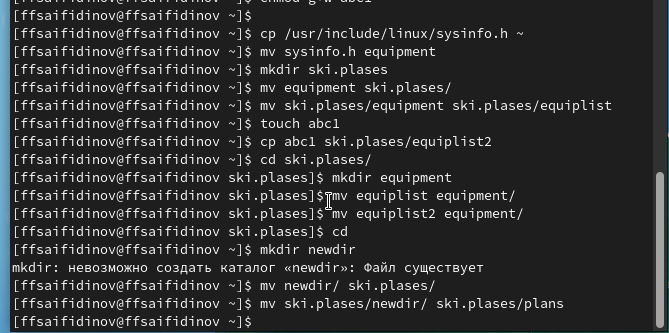 [ffsaifidinov@ffsaifidinov ~]$ chmod g+w abc1
[ffsaifidinov@ffsaifidinov ~]$
[ffsaifidinov@ffsaifidinov ~]$ cp /usr/include/linux/sysinfo.h ~
[ffsaifidinov@ffsaifidinov ~]$ mv sysinfo.h equipment
[ffsaifidinov@ffsaifidinov ~]$ mkdir ski.plases
[ffsaifidinov@ffsaifidinov ~]$ mv equipment ski.plases/
[ffsaifidinov@ffsaifidinov ~]$ mv ski.plases/equipment ski.plases/equiplist
[ffsaifidinov@ffsaifidinov ~]$ touch abc1
[ffsaifidinov@ffsaifidinov ~]$ cp abc1 ski.plases/equiplist2
[ffsaifidinov@ffsaifidinov ~]$ cd ski.plases/
[ffsaifidinov@ffsaifidinov ski.plases]$ mkdir equipment
[ffsaifidinov@ffsaifidinov ski.plases]$ mv equiplist equipment/
[ffsaifidinov@ffsaifidinov ski.plases]$ mv equiplist2 equipment/
[ffsaifidinov@ffsaifidinov ski.plases]$ cd
[ffsaifidinov@ffsaifidinov ~]$ mkdir newdir
mkdir: невозможно создать каталог «newdir»: Файл существует
[ffsaifidinov@ffsaifidinov ~]$ mv newdir/ ski.plases/
[ffsaifidinov@ffsaifidinov ~]$ mv ski.plases/newdir/ ski.plases/plans
[ffsaifidinov@ffsaifidinov ~]$